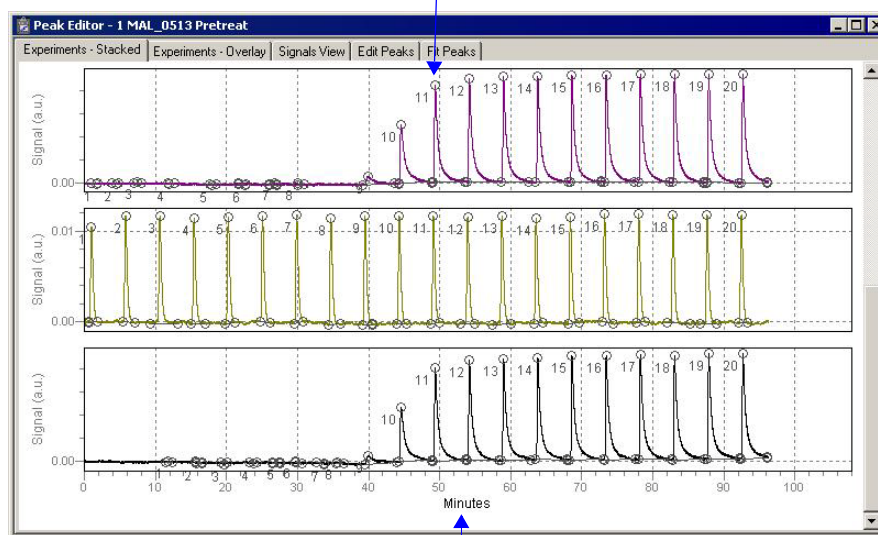 Peak Editor - 1 MAL_0513 Pretreat
Experiments - Stacked Experiments - Overlay Signals View Edit Peaks Fit Peaks
Signal (a.u.)
0.00
1 2 3 4 5 6 7 8 9 10 11 12 13 14 15 16 17 18 19 20
Signal (a.u.)
0.01
0.00
1 2 3 4 5 6 7 8 9 10 11 12 13 14 15 16 17 18 19 20
Signal (a.u.)
0.00
1 2 3 4 5 6 7 8 9 10 11 12 13 14 15 16 17 18 19 20
0 10 20 30 40 50 60 70 80 90 100
Minutes